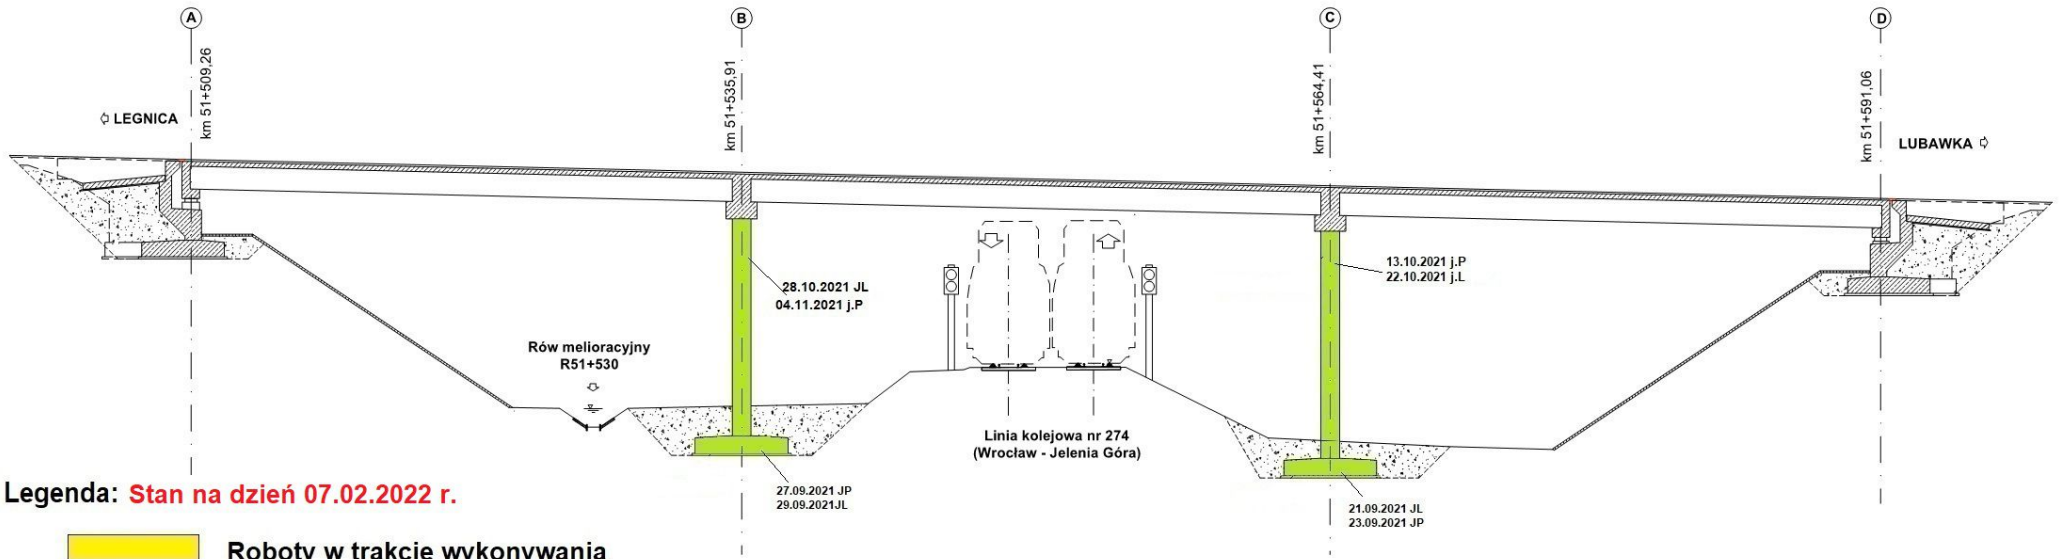 A
B
C
D
km 51+509,26
km 51+535,91
km 51+564,41
km 51+591,06
LEGNICA
LUBAWKA
28.10.2021 JL
04.11.2021 j.P
13.10.2021 j.P
22.10.2021 j.L
Rów melioracyjny
R51+530
Linia kolejowa nr 274
(Wrocław - Jelenia Góra)
27.09.2021 JP
29.09.2021JL
21.09.2021 JL
23.09.2021 JP
Legenda: Stan na dzień 07.02.2022 r.
Roboty w trakcie wykonywania